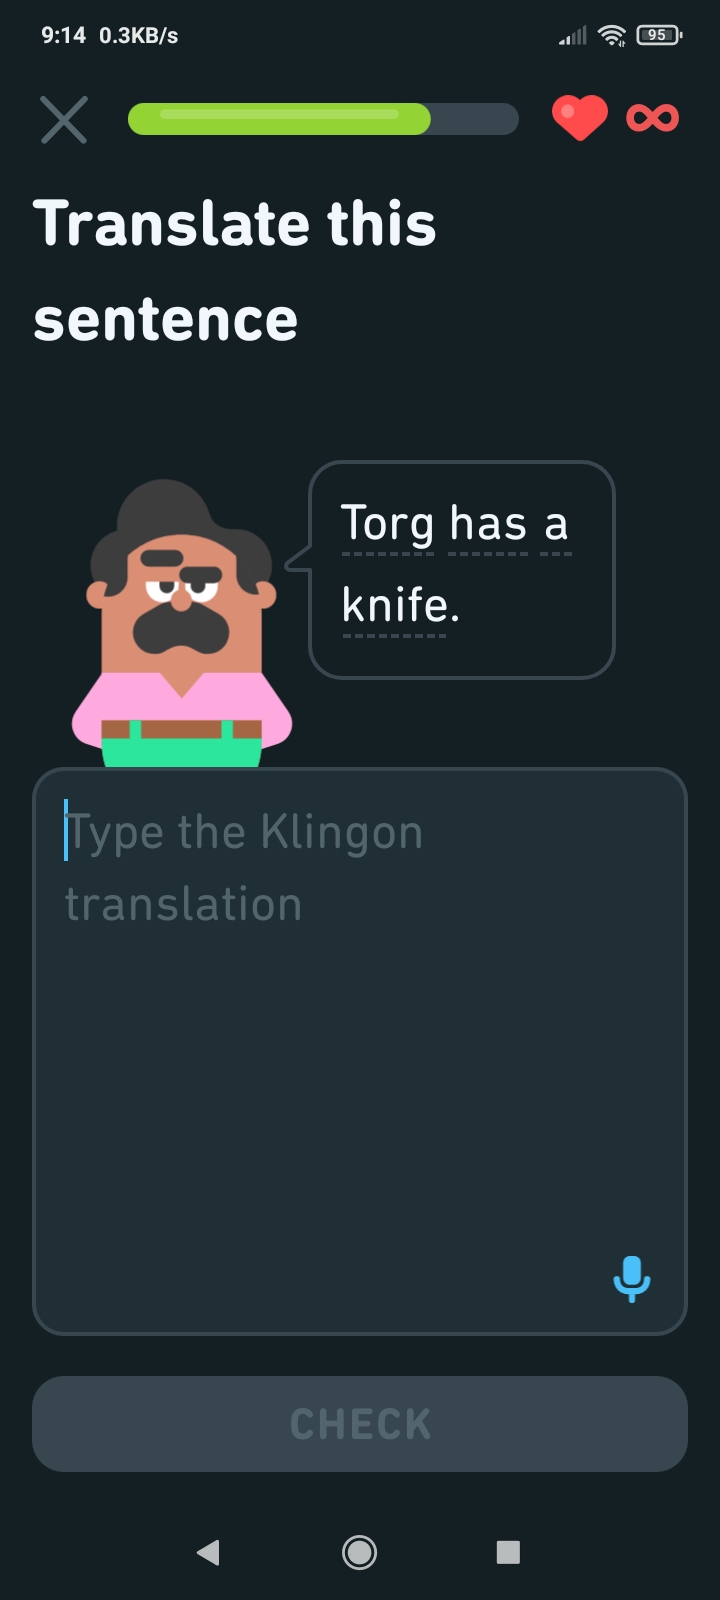 9:14 0.3KB/s 95
Translate this
sentence
Torg has a
knife.
Type the Klingon
translation
CHECK